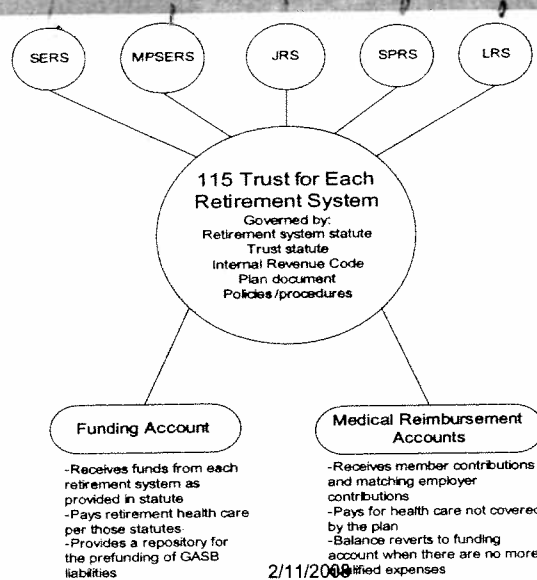 SERS
MPSERS
JRS
SPRS
LRS
115 Trust for Each
Retirement System
Governed by:
Retirement system statute
Trust statute
Internal Revenue Code
Plan document
Policies/procedures
Funding Account
-Receives funds from each
retirement system as
provided in statute
-Pays retirement health care
per those statutes
-Provides a repository for
the prefunding of GASB
liabilities
Medical Reimbursement
Accounts
-Receives member contributions
and matching employer
contributions
-Pays for health care not covered
by the plan
-Balance reverts to funding
account when there are no more
qualified expenses
2/11/2008